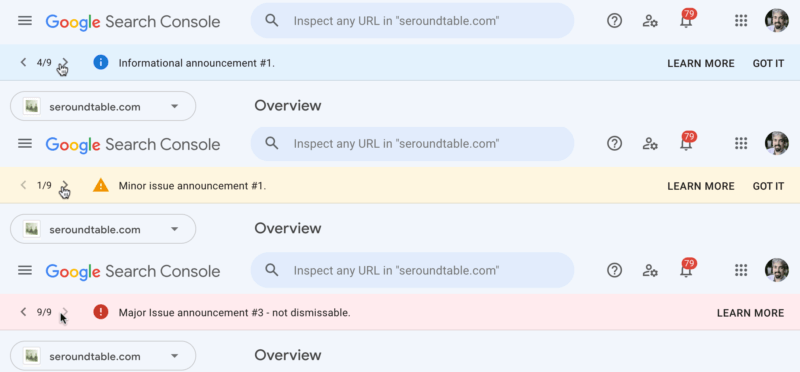 Google Search Console Inspect any URL in "seroundtable.com" 79
4/9 Informational announcement #1. LEARN MORE GOT IT
seroundtable.com Overview
Google Search Console Inspect any URL in "seroundtable.com" 79
1/9 Minor issue announcement #1. LEARN MORE GOT IT
seroundtable.com Overview
Google Search Console Inspect any URL in "seroundtable.com" 79
9/9 Major Issue announcement #3 - not dismissable. LEARN MORE
seroundtable.com Overview